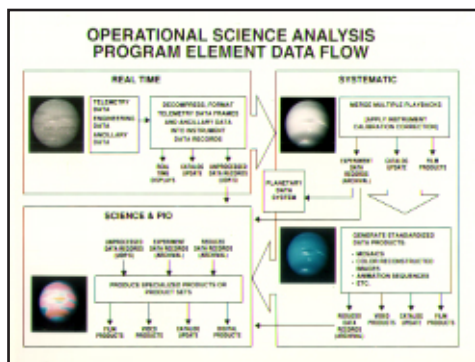 OPERATIONAL SCIENCE ANALYSIS
PROGRAM ELEMENT DATA FLOW
REAL TIME
TELEMETRY
DATA
ENGINEERING
DATA
ANCILLARY
DATA
DECOMPRESS, FORMAT
TELEMETRY DATA FRAMES
AND ANCILLARY DATA
INTO INSTRUMENT
DATA RECORDS
REAL
TIME
DISPLAYS
CATALOG
UPDATE
UNPROCESSED
DATA RECORDS
(UDRS)
SYSTEMATIC
MERGE MULTIPLE PLAYBACKS
(APPLY INSTRUMENT
CALIBRATION CORRECTION)
EXPERIMENT
DATA
RECORDS
(ARCHIVAL)
CATALOG
UPDATE
FILM
PRODUCTS
PLANETARY
DATA
SYSTEM
GENERATE STANDARDIZED
DATA PRODUCTS:
- MOSAICS
- COLOR RECONSTRUCTED
IMAGES
- ANIMATION SEQUENCES
- ETC.
REDUCED
DATA
RECORDS
(ARCHIVAL)
VIDEO
PRODUCTS
CATALOG
UPDATE
FILM
PRODUCTS
SCIENCE & PIO
UNPROCESSED
DATA RECORDS
(UDRS)
EXPERIMENT
DATA RECORDS
(ARCHIVAL)
REDUCED
DATA RECORDS
(ARCHIVAL)
PRODUCE SPECIALIZED PRODUCTS OR
PRODUCT SETS
FILM
PRODUCTS
VIDEO
PRODUCTS
CATALOG
UPDATE
DIGITAL
PRODUCTS